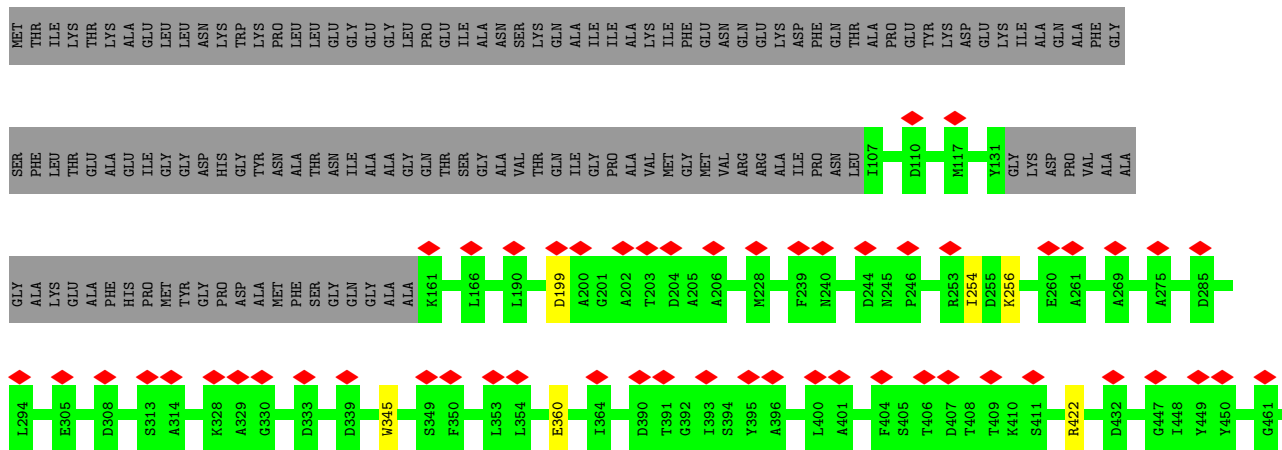 MET THR ILE LYS THR LYS ALA GLU LEU LEU ASN LYS TRP LYS PRO LEU LEU GLU GLY GLU GLY LEU PRO GLU ILE ALA ASN SER LYS GLN ALA ILE ILE ALA LYS ILE PHE GLU ASN GLN GLU LYS ASP PHE GLN THR ALA PRO GLU TYR LYS ASP GLU LYS ILE ALA GLN ALA PHE GLY
SER PHE LEU THR GLU ALA GLU ILE GLY GLY ASP HIS GLY TYR ASN ALA THR ASN ILE ALA ALA GLY GLN THR SER GLY ALA VAL THR GLN ILE GLY PRO ALA VAL MET GLY MET VAL ARG ARG ALA ILE PRO ASN LEU I107 D110 M117 Y131 GLY LYS ASP PRO VAL ALA ALA
GLY ALA LYS GLU ALA PHE HIS PRO MET TYR GLY PRO ASP ALA MET PHE SER GLY GLN GLY ALA ALA K161 L166 L190 D199 A200 G201 A202 T203 D204 A205 A206 M228 F239 N240 D244 N245 P246 R253 I254 D255 K256 E260 A261 A269 A275 D285
L294 E305 D308 S313 A314 K328 A329 G330 D333 D339 W345 S349 F350 L353 L354 E360 I364 D390 T391 G392 I393 S394 Y395 A396 L400 A401 F404 S405 T406 D407 T408 T409 K410 S411 R422 D432 G447 I448 Y449 Y450 G461